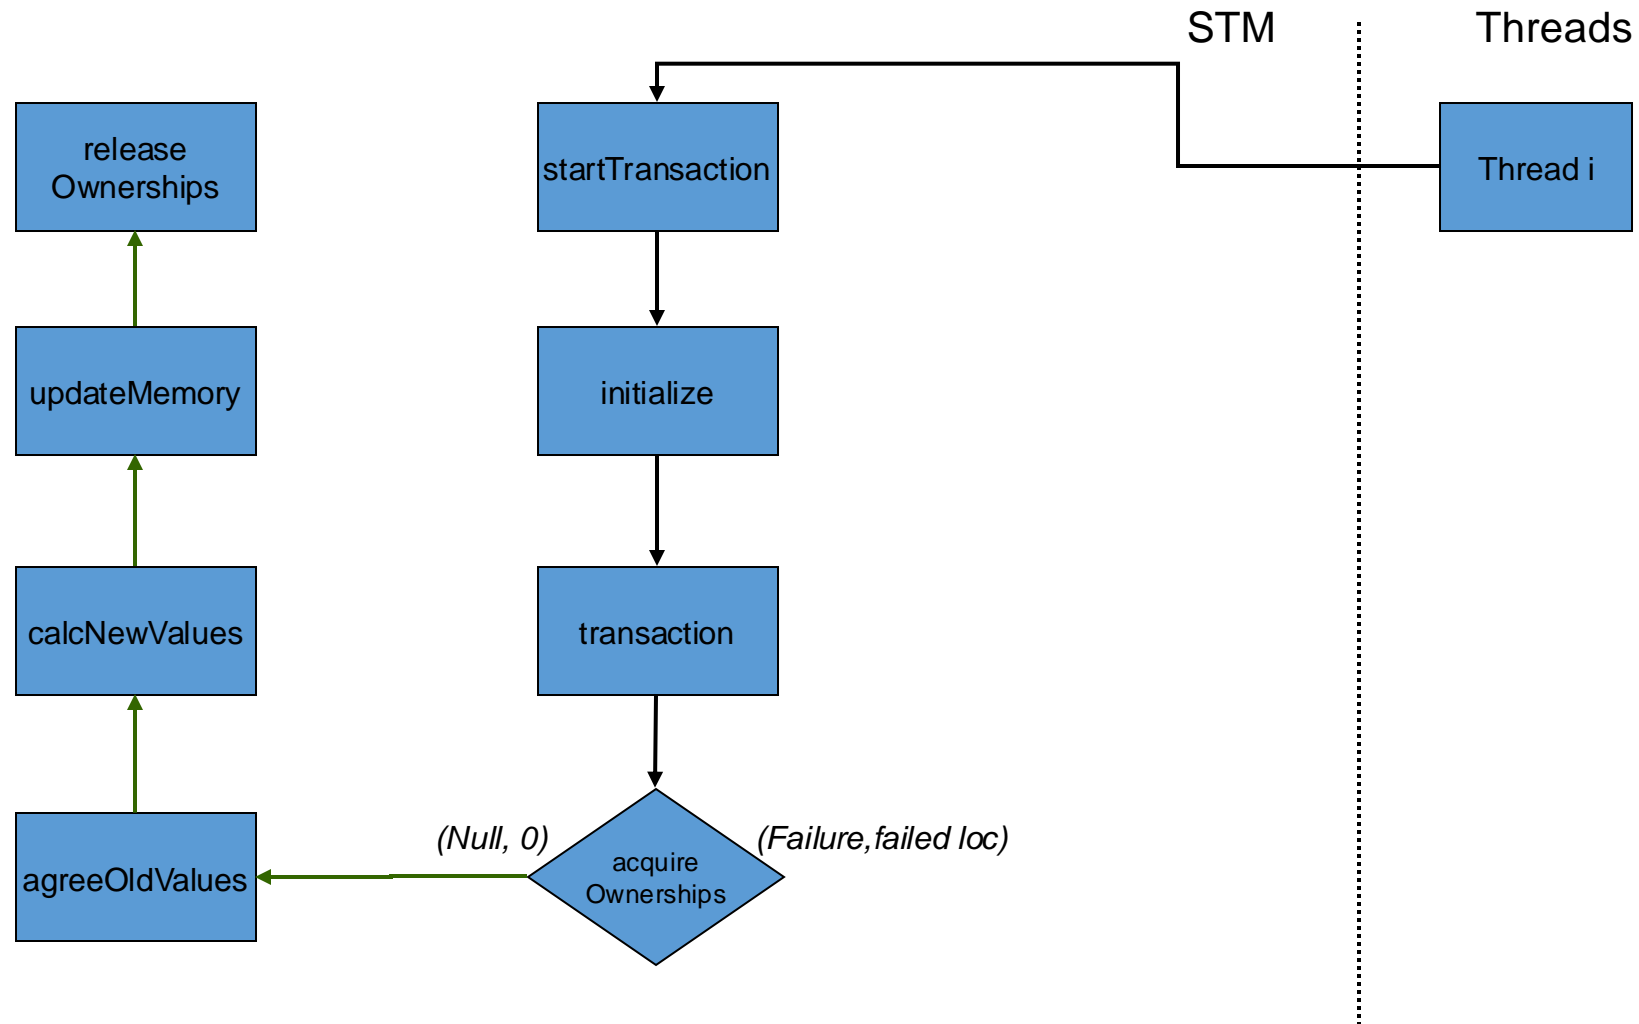 STM
Threads
release
Ownerships
startTransaction
Thread i
updateMemory
initialize
calcNewValues
transaction
(Null, 0)
(Failure,failed loc)
agreeOldValues
acquire
Ownerships